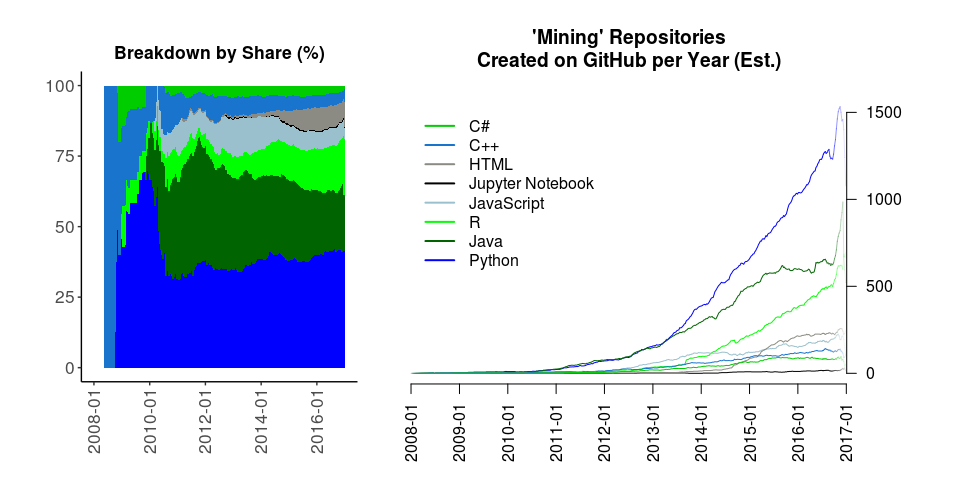 Breakdown by Share (%)
100
75
50
25
0
2008-01
2010-01
2012-01
2014-01
2016-01
'Mining' Repositories
Created on GitHub per Year (Est.)
C#
C++
HTML
Jupyter Notebook
JavaScript
R
Java
Python
1500
1000
500
0
2008-01
2009-01
2010-01
2011-01
2012-01
2013-01
2014-01
2015-01
2016-01
2017-01